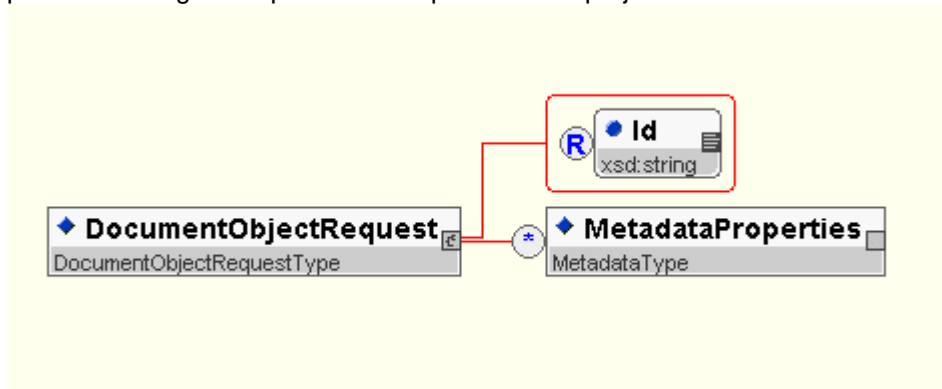 R
Id
xsd:string
DocumentObjectRequest
DocumentObjectRequestType
*
MetadataProperties
MetadataType